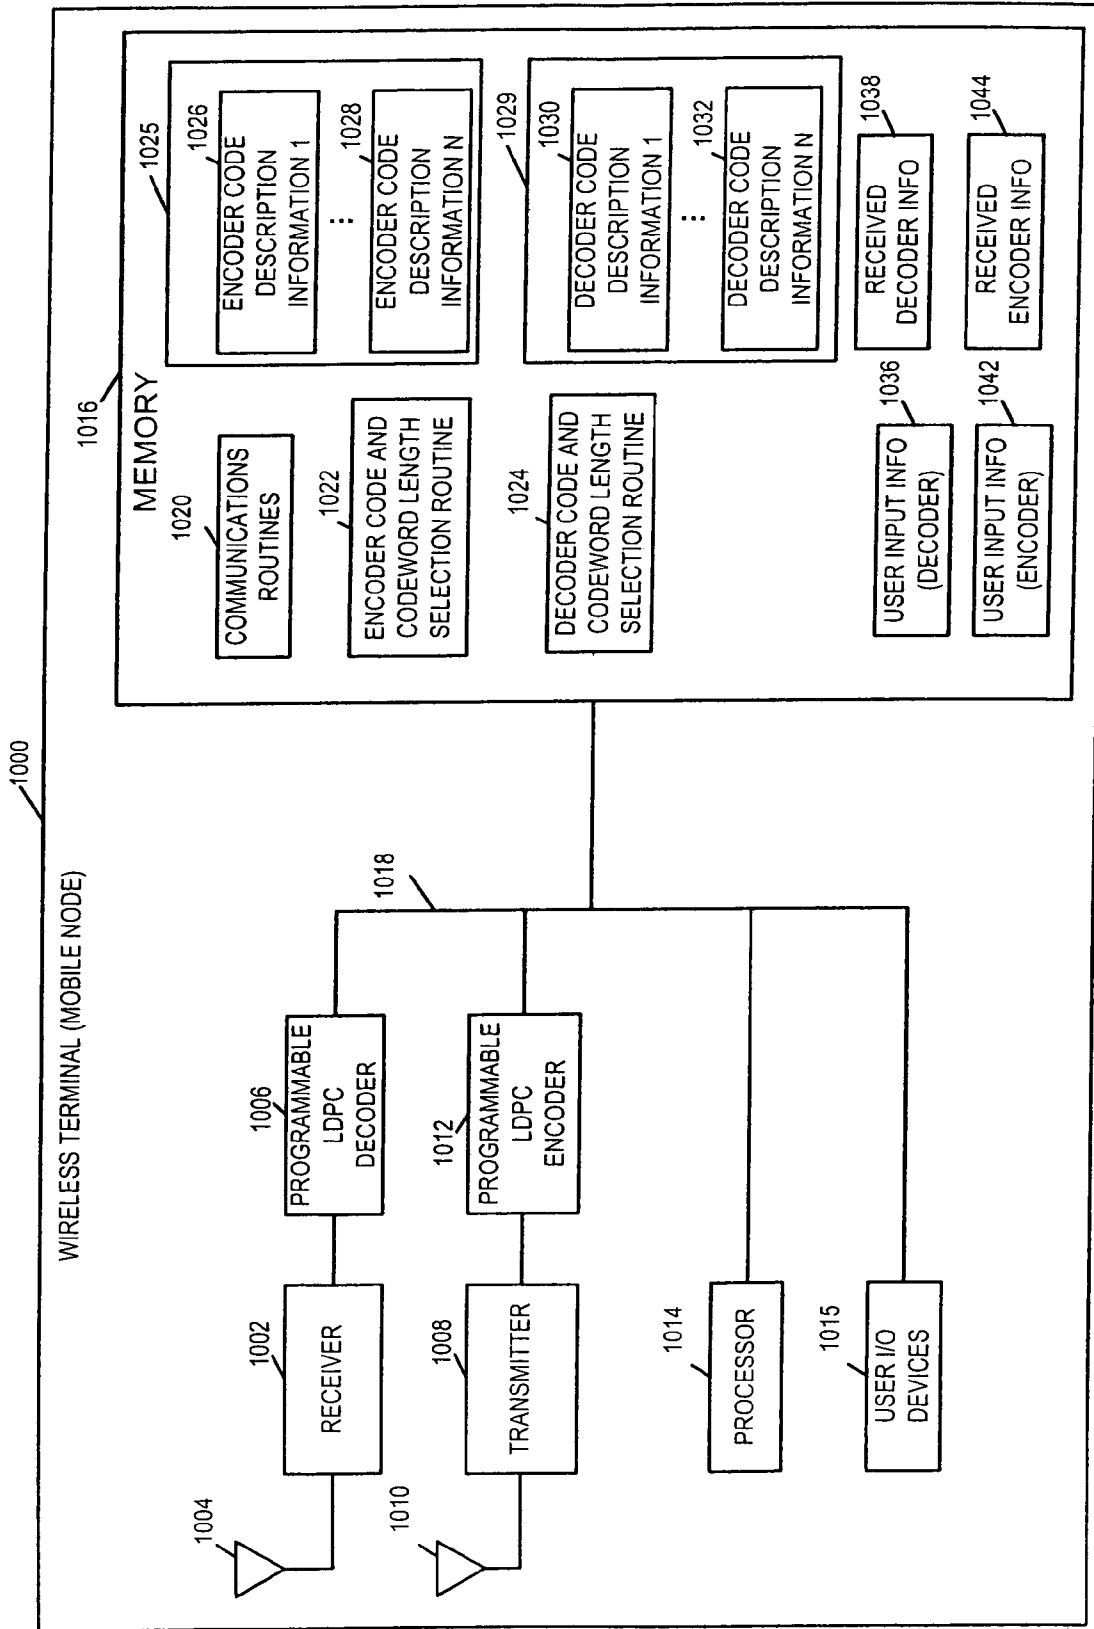 1000
WIRELESS TERMINAL (MOBILE NODE)
1004
1002
RECEIVER
1006
PROGRAMMABLE
LDPC
DECODER
1010
1008
TRANSMITTER
1012
PROGRAMMABLE
LDPC
ENCODER
1018
1014
PROCESSOR
1015
USER I/O
DEVICES
1016
MEMORY
1020
COMMUNICATIONS
ROUTINES
1022
ENCODER CODE AND
CODEWORD LENGTH
SELECTION ROUTINE
1024
DECODER CODE AND
CODEWORD LENGTH
SELECTION ROUTINE
1025
1026
ENCODER CODE
DESCRIPTION
INFORMATION 1
...
1028
ENCODER CODE
DESCRIPTION
INFORMATION N
1029
1030
DECODER CODE
DESCRIPTION
INFORMATION 1
...
1032
DECODER CODE
DESCRIPTION
INFORMATION N
1036
USER INPUT INFO
(DECODER)
1038
RECEIVED
DECODER INFO
1042
USER INPUT INFO
(ENCODER)
1044
RECEIVED
ENCODER INFO